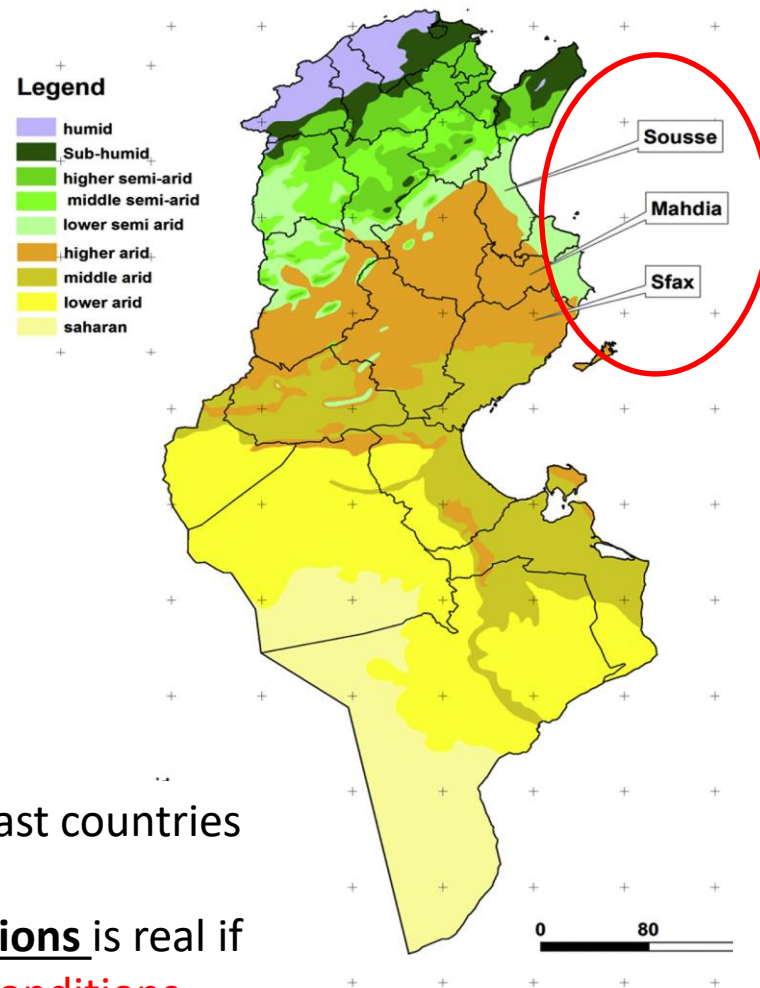 Legend
humid
Sub-humid
higher semi-arid
middle semi-arid
lower semi arid
higher arid
middle arid
lower arid
saharan
Sousse
Mahdia
Sfax
ast countries
ions is real if
onditions
0 80